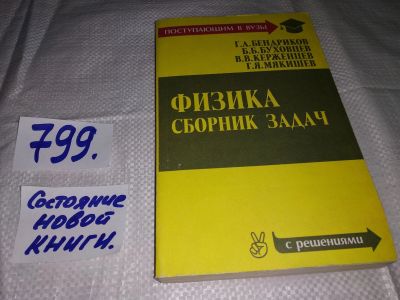 ПОСТУПАЮЩИМ В ВУЗЫ
Г.А.БЕНДРИКОВ
Б.Б.БУХОВЦЕВ
В.В.КЕРЖЕНЦЕВ
Г.Я.МЯКИШЕВ
ФИЗИКА
СБОРНИК ЗАДАЧ
с решениями
799.
Состояние
новой
книги.